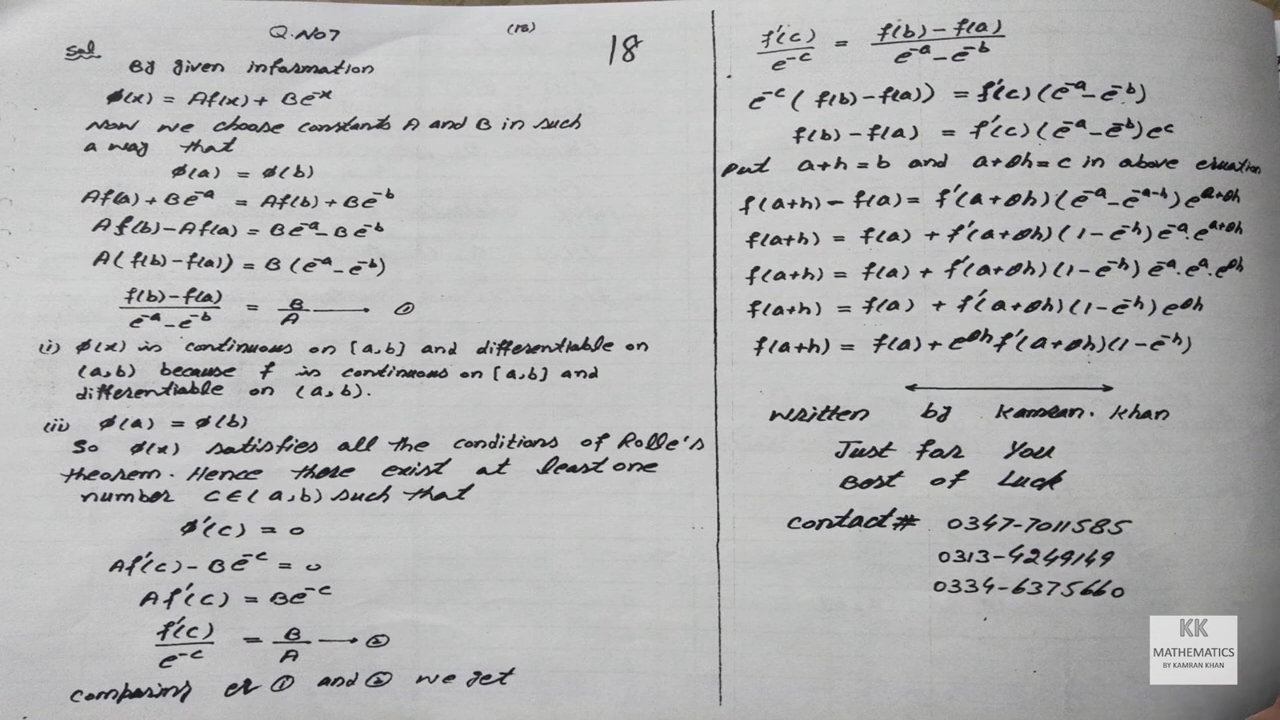 Q.No7
(18)
18
Sol
By given information
ø(x) = Af(x) + Be⁻ˣ
Now we choose constants A and B in such
a way that
ø(a) = ø(b)
Af(a) + Be⁻ᵃ = Af(b) + Be⁻ᵇ
Af(b) - Af(a) = Be⁻ᵃ - Be⁻ᵇ
A(f(b) - f(a)) = B(e⁻ᵃ - e⁻ᵇ)
f(b) - f(a) / e⁻ᵃ - e⁻ᵇ = B/A → ①
(i) ø(x) is continuous on [a,b] and differentiable on
(a,b) because f is continuous on [a,b] and
differentiable on (a,b).
(ii) ø(a) = ø(b)
So ø(x) satisfies all the conditions of Rolle's
theorem. Hence there exist at least one
number C∈(a,b) such that
ø'(c) = 0
Af'(c) - Be⁻ᶜ = 0
Af'(c) = Be⁻ᶜ
f'(c) / e⁻ᶜ = B/A → ②
comparing er ① and ② we get
f'(c) / e⁻ᶜ = f(b) - f(a) / e⁻ᵃ - e⁻ᵇ
e⁻ᶜ(f(b) - f(a)) = f'(c)(e⁻ᵃ - e⁻ᵇ)
f(b) - f(a) = f'(c)(e⁻ᵃ - e⁻ᵇ)eᶜ
put a+h = b and a+θh = c in above equation
f(a+h) - f(a) = f'(a+θh)(e⁻ᵃ - e⁻ᵃ⁻ʰ)e^(a+θh)
f(a+h) = f(a) + f'(a+θh)(1 - e⁻ʰ)e⁻ᵃ.e^(a+θh)
f(a+h) = f(a) + f'(a+θh)(1 - e⁻ʰ)e⁻ᵃ.eᵃ.e^(θh)
f(a+h) = f(a) + f'(a+θh)(1 - e⁻ʰ)e^(θh)
f(a+h) = f(a) + e^(θh) f'(a+θh)(1 - e⁻ʰ)
written by Kamran. Khan
Just for You
Best of Luck
contact# 0347-7011585
0313-4249149
0334-6375660
KK
MATHEMATICS
BY KAMRAN KHAN